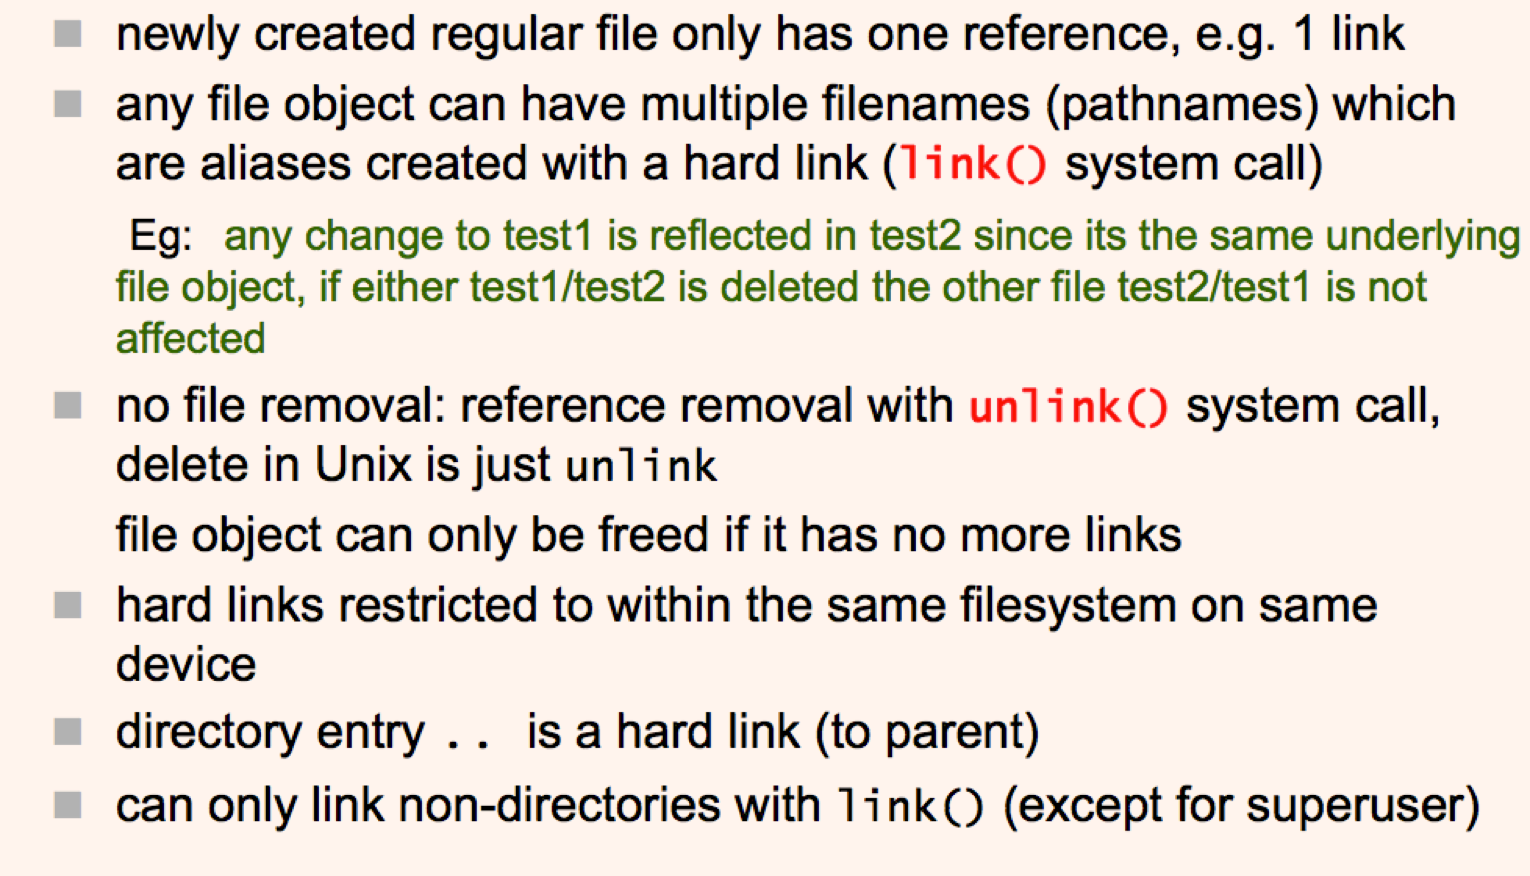 newly created regular file only has one reference, e.g. 1 link
any file object can have multiple filenames (pathnames) which
are aliases created with a hard link (link() system call)
Eg: any change to test1 is reflected in test2 since its the same underlying
file object, if either test1/test2 is deleted the other file test2/test1 is not
affected
no file removal: reference removal with unlink() system call,
delete in Unix is just unlink
file object can only be freed if it has no more links
hard links restricted to within the same filesystem on same
device
directory entry .. is a hard link (to parent)
can only link non-directories with link() (except for superuser)